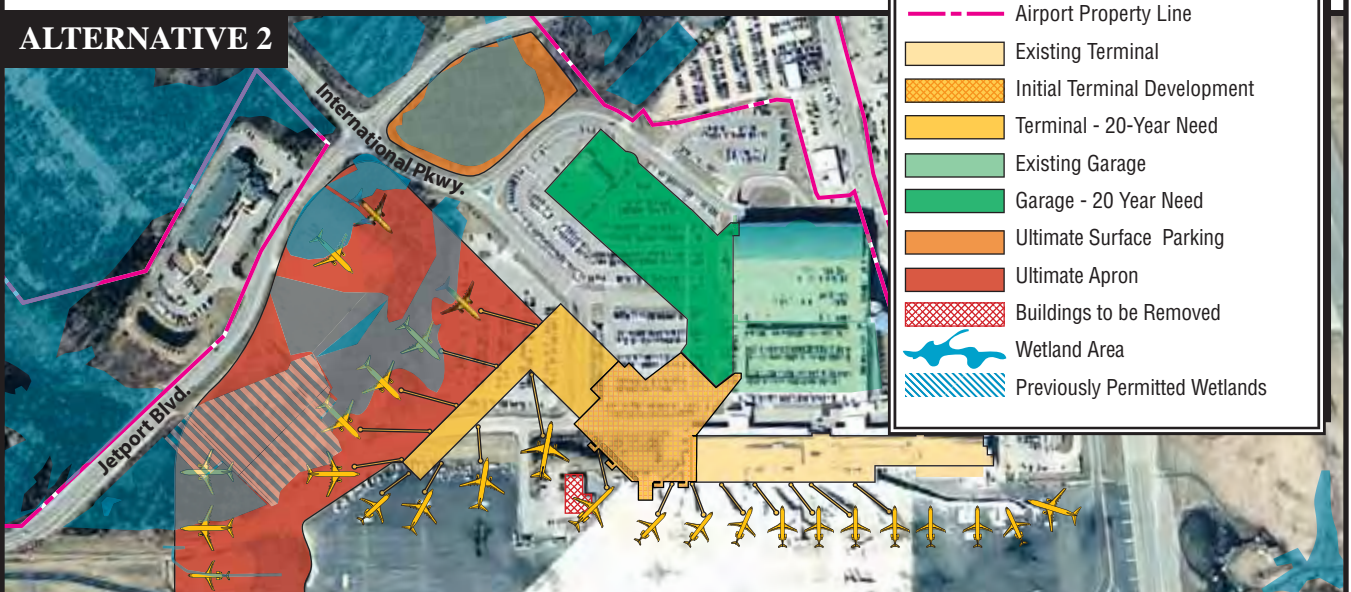 ALTERNATIVE 2
Airport Property Line
Existing Terminal
Initial Terminal Development
Terminal - 20-Year Need
Existing Garage
Garage - 20 Year Need
Ultimate Surface Parking
Ultimate Apron
Buildings to be Removed
Wetland Area
Previously Permitted Wetlands
International Pkwy.
Jetport Blvd.